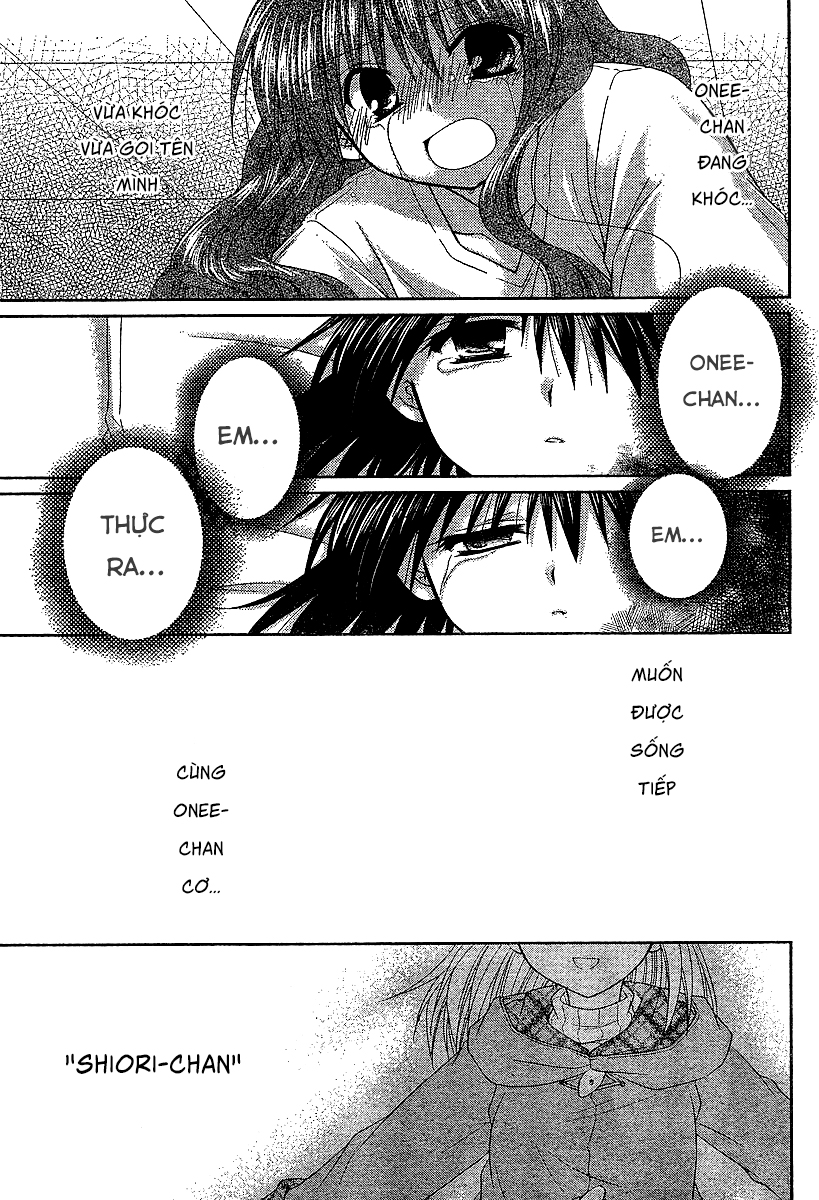 ONEE-
CHAN
ĐANG
KHÓC...
VỪA KHÓC
VỪA GỌI TÊN
MÌNH
ONEE-
CHAN...
EM...
EM...
THỰC
RA...
MUỐN
ĐƯỢC
SỐNG
TIẾP
CÙNG
ONEE-
CHAN
CƠ...
"SHIORI-CHAN"